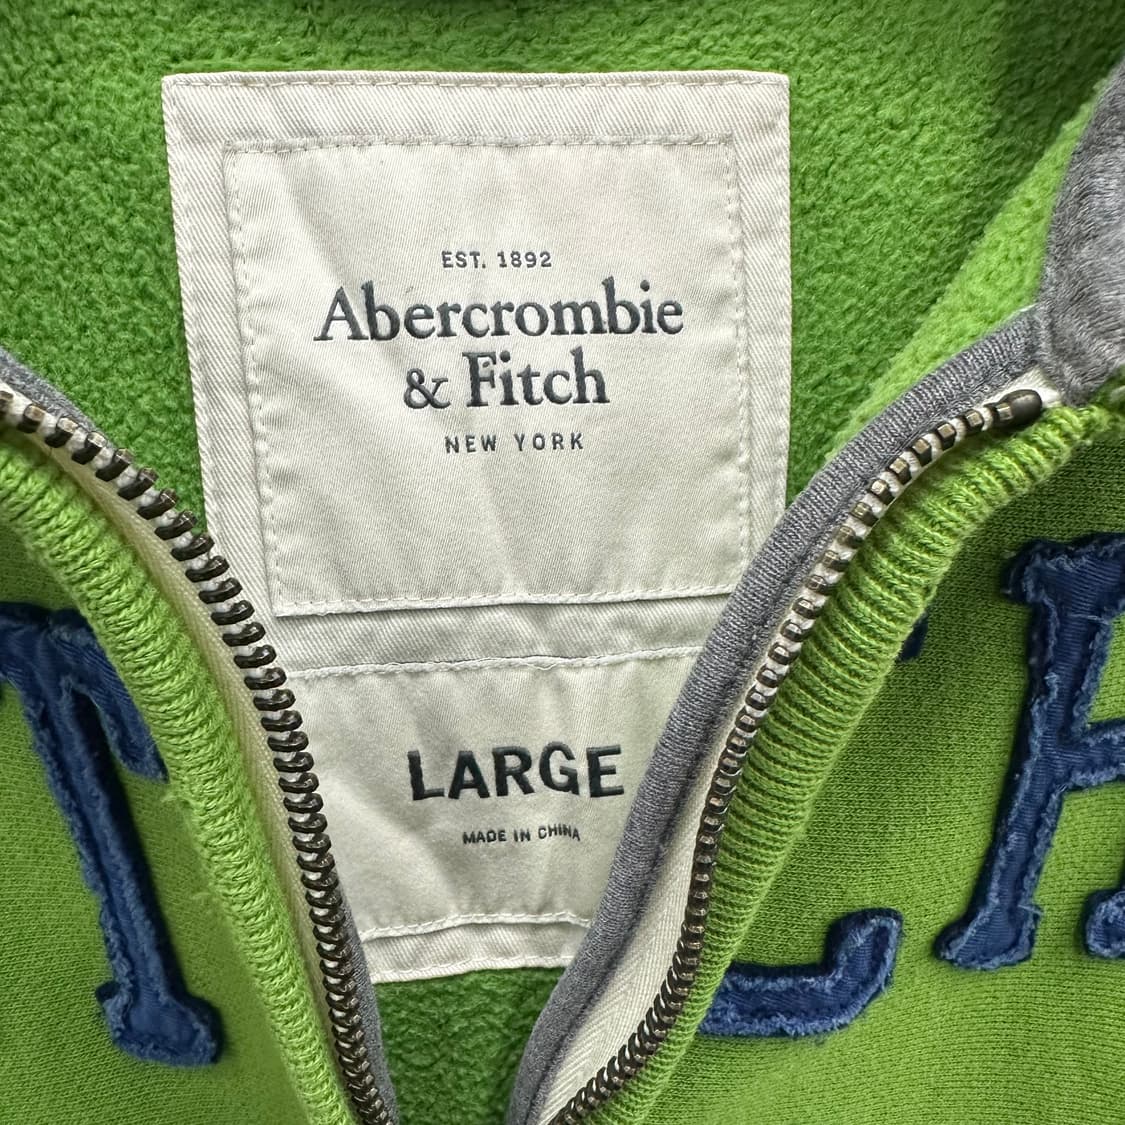 EST. 1892
Abercrombie
& Fitch
NEW YORK
LARGE
MADE IN CHINA